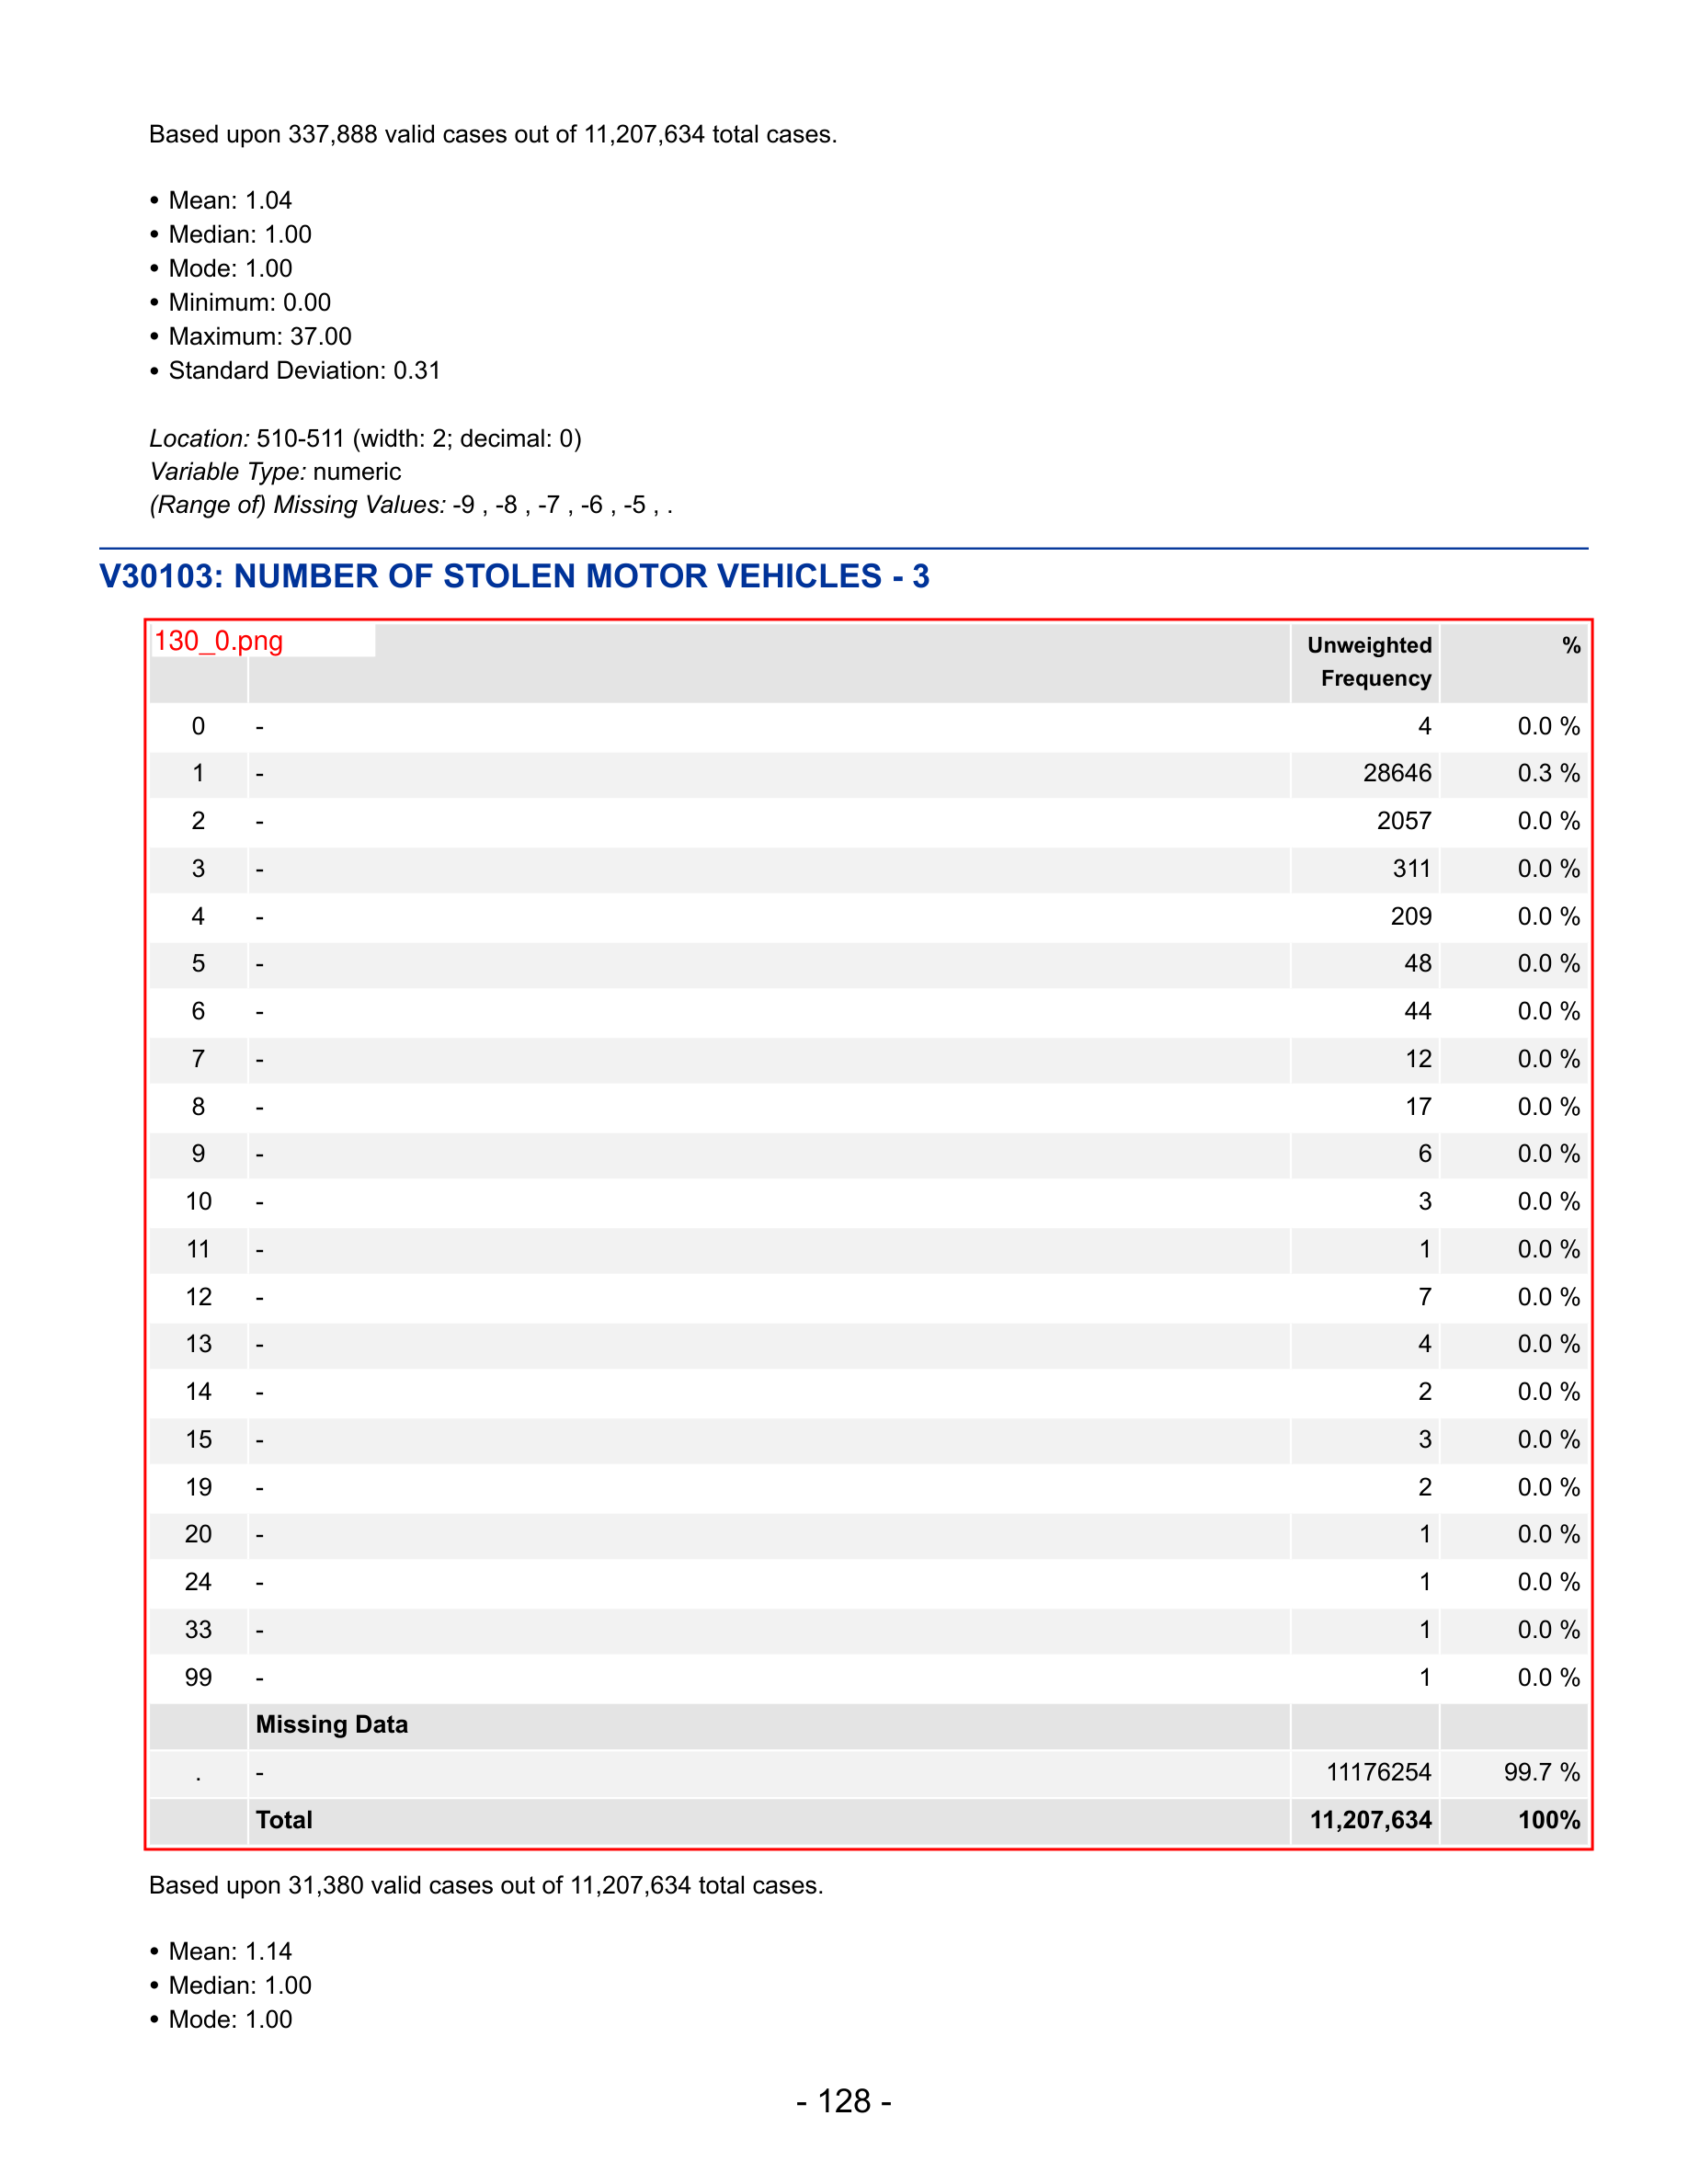 Based upon 337,888 valid cases out of 11,207,634 total cases.
• Mean: 1.04
• Median: 1.00
• Mode: 1.00
• Minimum: 0.00
• Maximum: 37.00
• Standard Deviation: 0.31
Location: 510-511 (width: 2; decimal: 0)
Variable Type: numeric
(Range of) Missing Values: -9 , -8 , -7 , -6 , -5 , .
V30103: NUMBER OF STOLEN MOTOR VEHICLES - 3
130_0.png
Unweighted Frequency %
0 - 4 0.0 %
1 - 28646 0.3 %
2 - 2057 0.0 %
3 - 311 0.0 %
4 - 209 0.0 %
5 - 48 0.0 %
6 - 44 0.0 %
7 - 12 0.0 %
8 - 17 0.0 %
9 - 6 0.0 %
10 - 3 0.0 %
11 - 1 0.0 %
12 - 7 0.0 %
13 - 4 0.0 %
14 - 2 0.0 %
15 - 3 0.0 %
19 - 2 0.0 %
20 - 1 0.0 %
24 - 1 0.0 %
33 - 1 0.0 %
99 - 1 0.0 %
Missing Data
. - 11176254 99.7 %
Total 11,207,634 100%
Based upon 31,380 valid cases out of 11,207,634 total cases.
• Mean: 1.14
• Median: 1.00
• Mode: 1.00
- 128 -